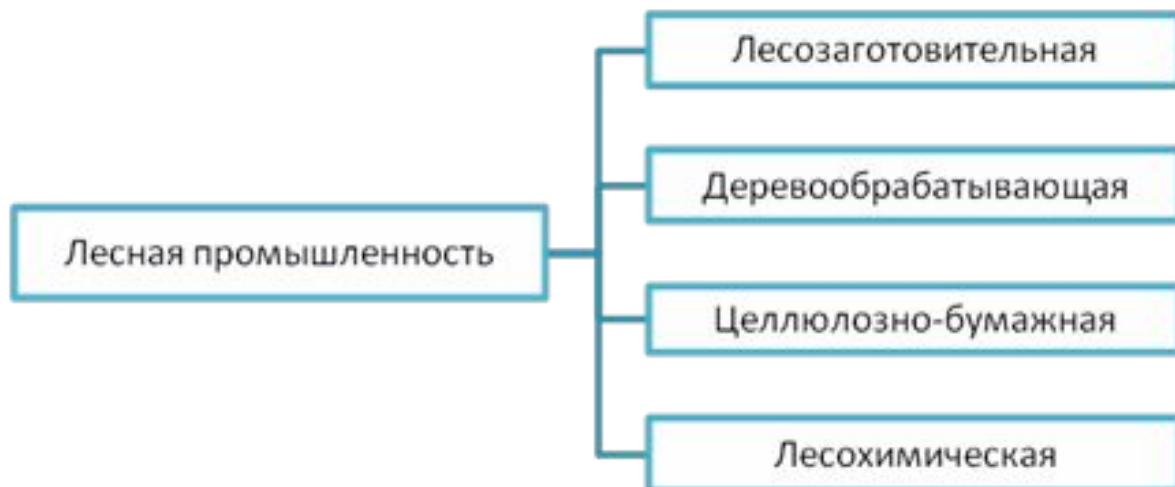 Лесная промышленность
Лесозаготовительная
Деревообрабатывающая
Целлюлозно-бумажная
Лесохимическая